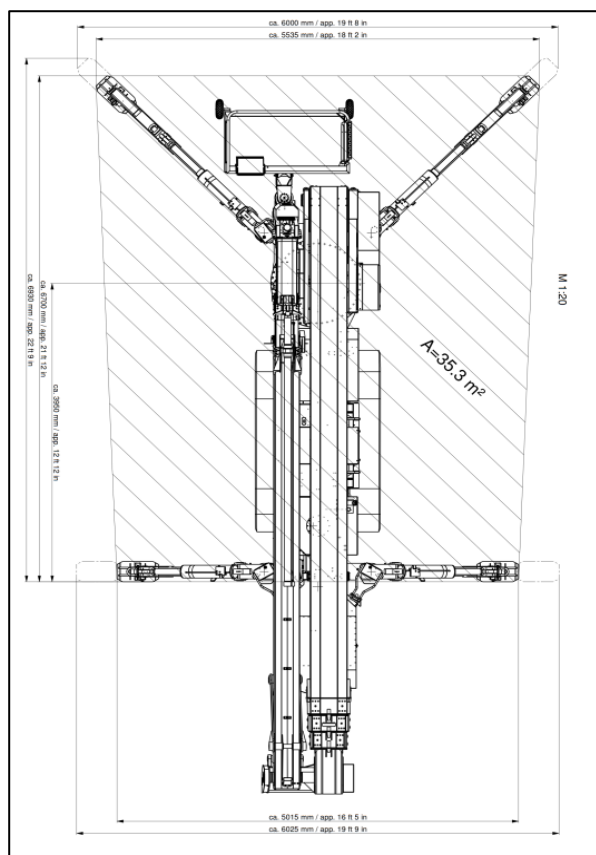 ca. 6000 mm / app. 19 ft 8 in
ca. 5535 mm / app. 18 ft 2 in
ca. 6930 mm / app. 22 ft 9 in
ca. 6700 mm / app. 21 ft 12 in
ca. 3950 mm / app. 12 ft 12 in
M 1:20
A=35.3 m²
ca. 5015 mm / app. 16 ft 5 in
ca. 6025 mm / app. 19 ft 9 in